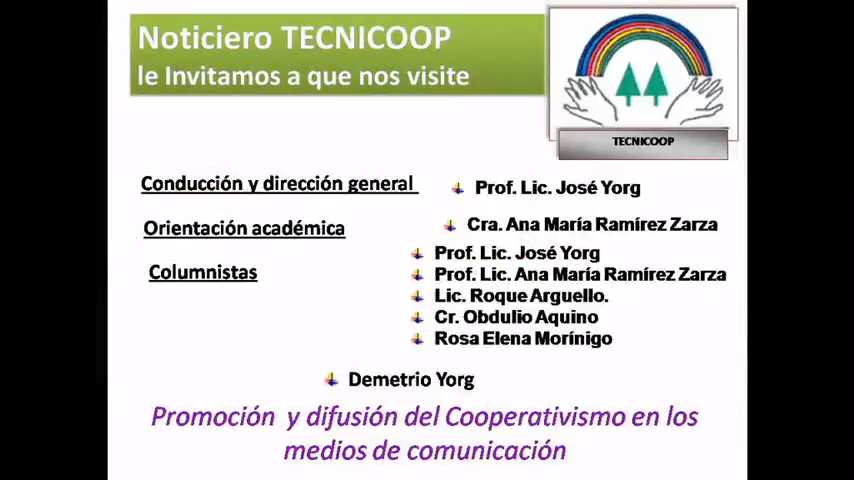 Noticiero TECNICOOP
le Invitamos a que nos visite
TECNICOOP
Conducción y dirección general
Prof. Lic. José Yorg
Orientación académica
Cra. Ana María Ramírez Zarza
Columnistas
Prof. Lic. José Yorg
Prof. Lic. Ana María Ramírez Zarza
Lic. Roque Arguello.
Cr. Obdulio Aquino
Rosa Elena Morínigo
Demetrio Yorg
Promoción y difusión del Cooperativismo en los
medios de comunicación